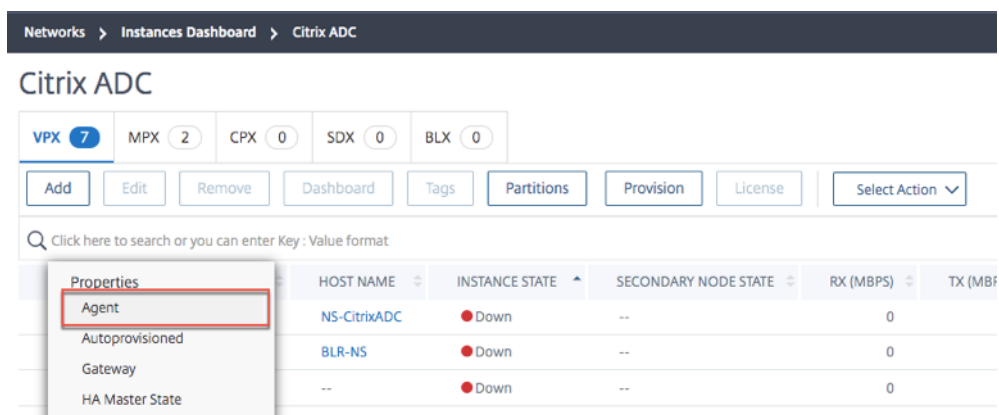 Networks > Instances Dashboard > Citrix ADC
Citrix ADC
VPX 7 MPX 2 CPX 0 SDX 0 BLX 0
Add Edit Remove Dashboard Tags Partitions Provision License Select Action
Click here to search or you can enter Key : Value format
Properties HOST NAME INSTANCE STATE SECONDARY NODE STATE RX (MBPS) TX (MBP
Agent NS-CitrixADC Down -- 0
Autoprovisioned
BLR-NS Down -- 0
Gateway
-- Down -- 0
HA Master State